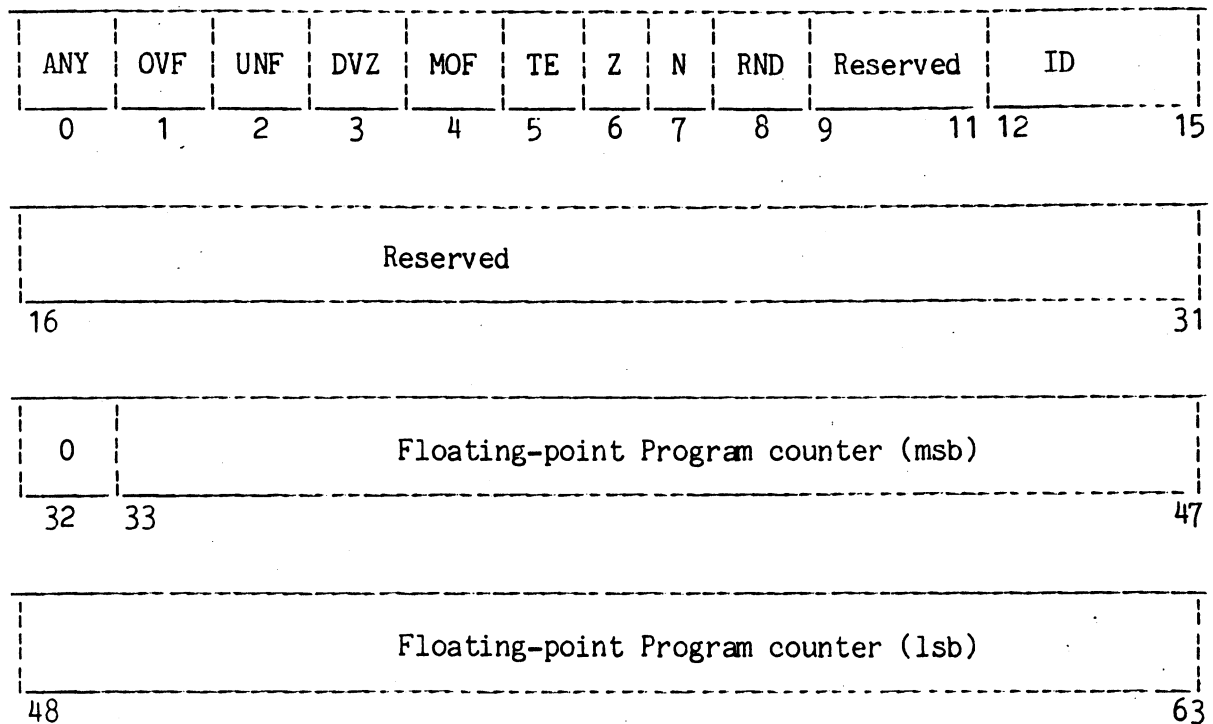 ANY OVF UNF DVZ MOF TE Z N RND Reserved ID
0 1 2 3 4 5 6 7 8 9 11 12 15
Reserved
16 31
0 Floating-point Program counter (msb)
32 33 47
Floating-point Program counter (lsb)
48 63